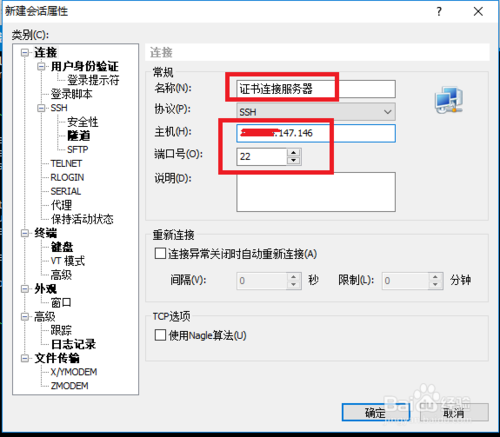 新建会话属性
类别(C):
连接
用户身份验证
登录提示符
登录脚本
SSH
安全性
隧道
SFTP
TELNET
RLOGIN
SERIAL
代理
保持活动状态
终端
键盘
VT 模式
高级
外观
窗口
高级
跟踪
日志记录
文件传输
X/YMODEM
ZMODEM
连接
常规
名称(N): 证书连接服务器
协议(P): SSH
主机(H): .147.146
端口号(O): 22
说明(D):
重新连接
连接异常关闭时自动重新连接(A)
间隔(V): 0 秒 限制(L): 0 分钟
TCP选项
使用Nagle算法(U)
确定 取消